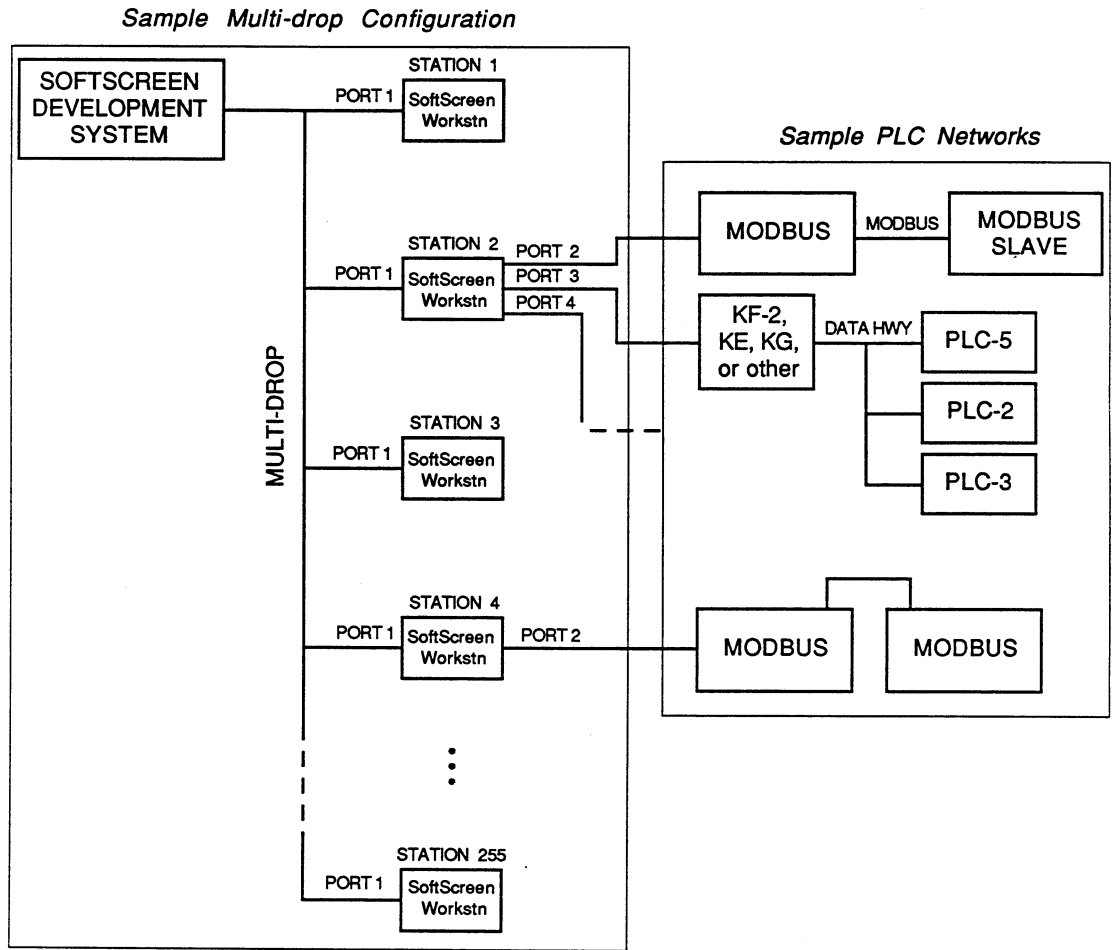 Sample Multi-drop Configuration
SOFTSCREEN
DEVELOPMENT
SYSTEM
STATION 1
PORT 1
SoftScreen
Workstn
STATION 2
PORT 1
SoftScreen
Workstn
PORT 2
PORT 3
PORT 4
MULTI-DROP
STATION 3
PORT 1
SoftScreen
Workstn
STATION 4
PORT 1
SoftScreen
Workstn
PORT 2
STATION 255
PORT 1
SoftScreen
Workstn
Sample PLC Networks
MODBUS
MODBUS
MODBUS
SLAVE
KF-2,
KE, KG,
or other
DATA HWY
PLC-5
PLC-2
PLC-3
MODBUS
MODBUS